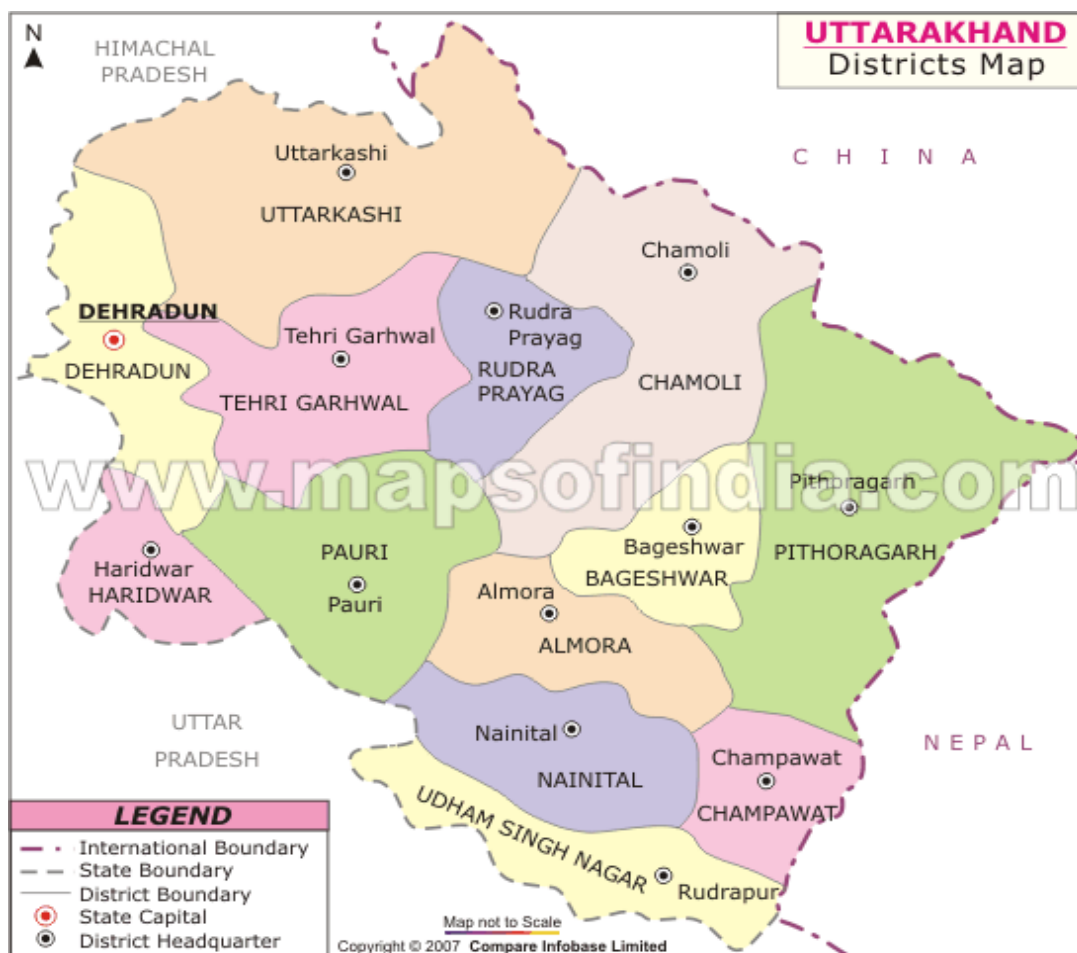 UTTARAKHAND
Districts Map
N
HIMACHAL
PRADESH
C H I N A
Uttarkashi
UTTARKASHI
Chamoli
CHAMOLI
DEHRADUN
DEHRADUN
Tehri Garhwal
TEHRI GARHWAL
Rudra
Prayag
RUDRA
PRAYAG
www.mapsofindia.com
Pithoragarh
PITHORAGARH
Haridwar
HARIDWAR
PAURI
Pauri
Bageshwar
BAGESHWAR
Almora
ALMORA
UTTAR
PRADESH
Nainital
NAINITAL
Champawat
CHAMPAWAT
N E P A L
UDHAM SINGH NAGAR
Rudrapur
LEGEND
International Boundary
State Boundary
District Boundary
State Capital
District Headquarter
Map not to Scale
Copyright © 2007 Compare Infobase Limited